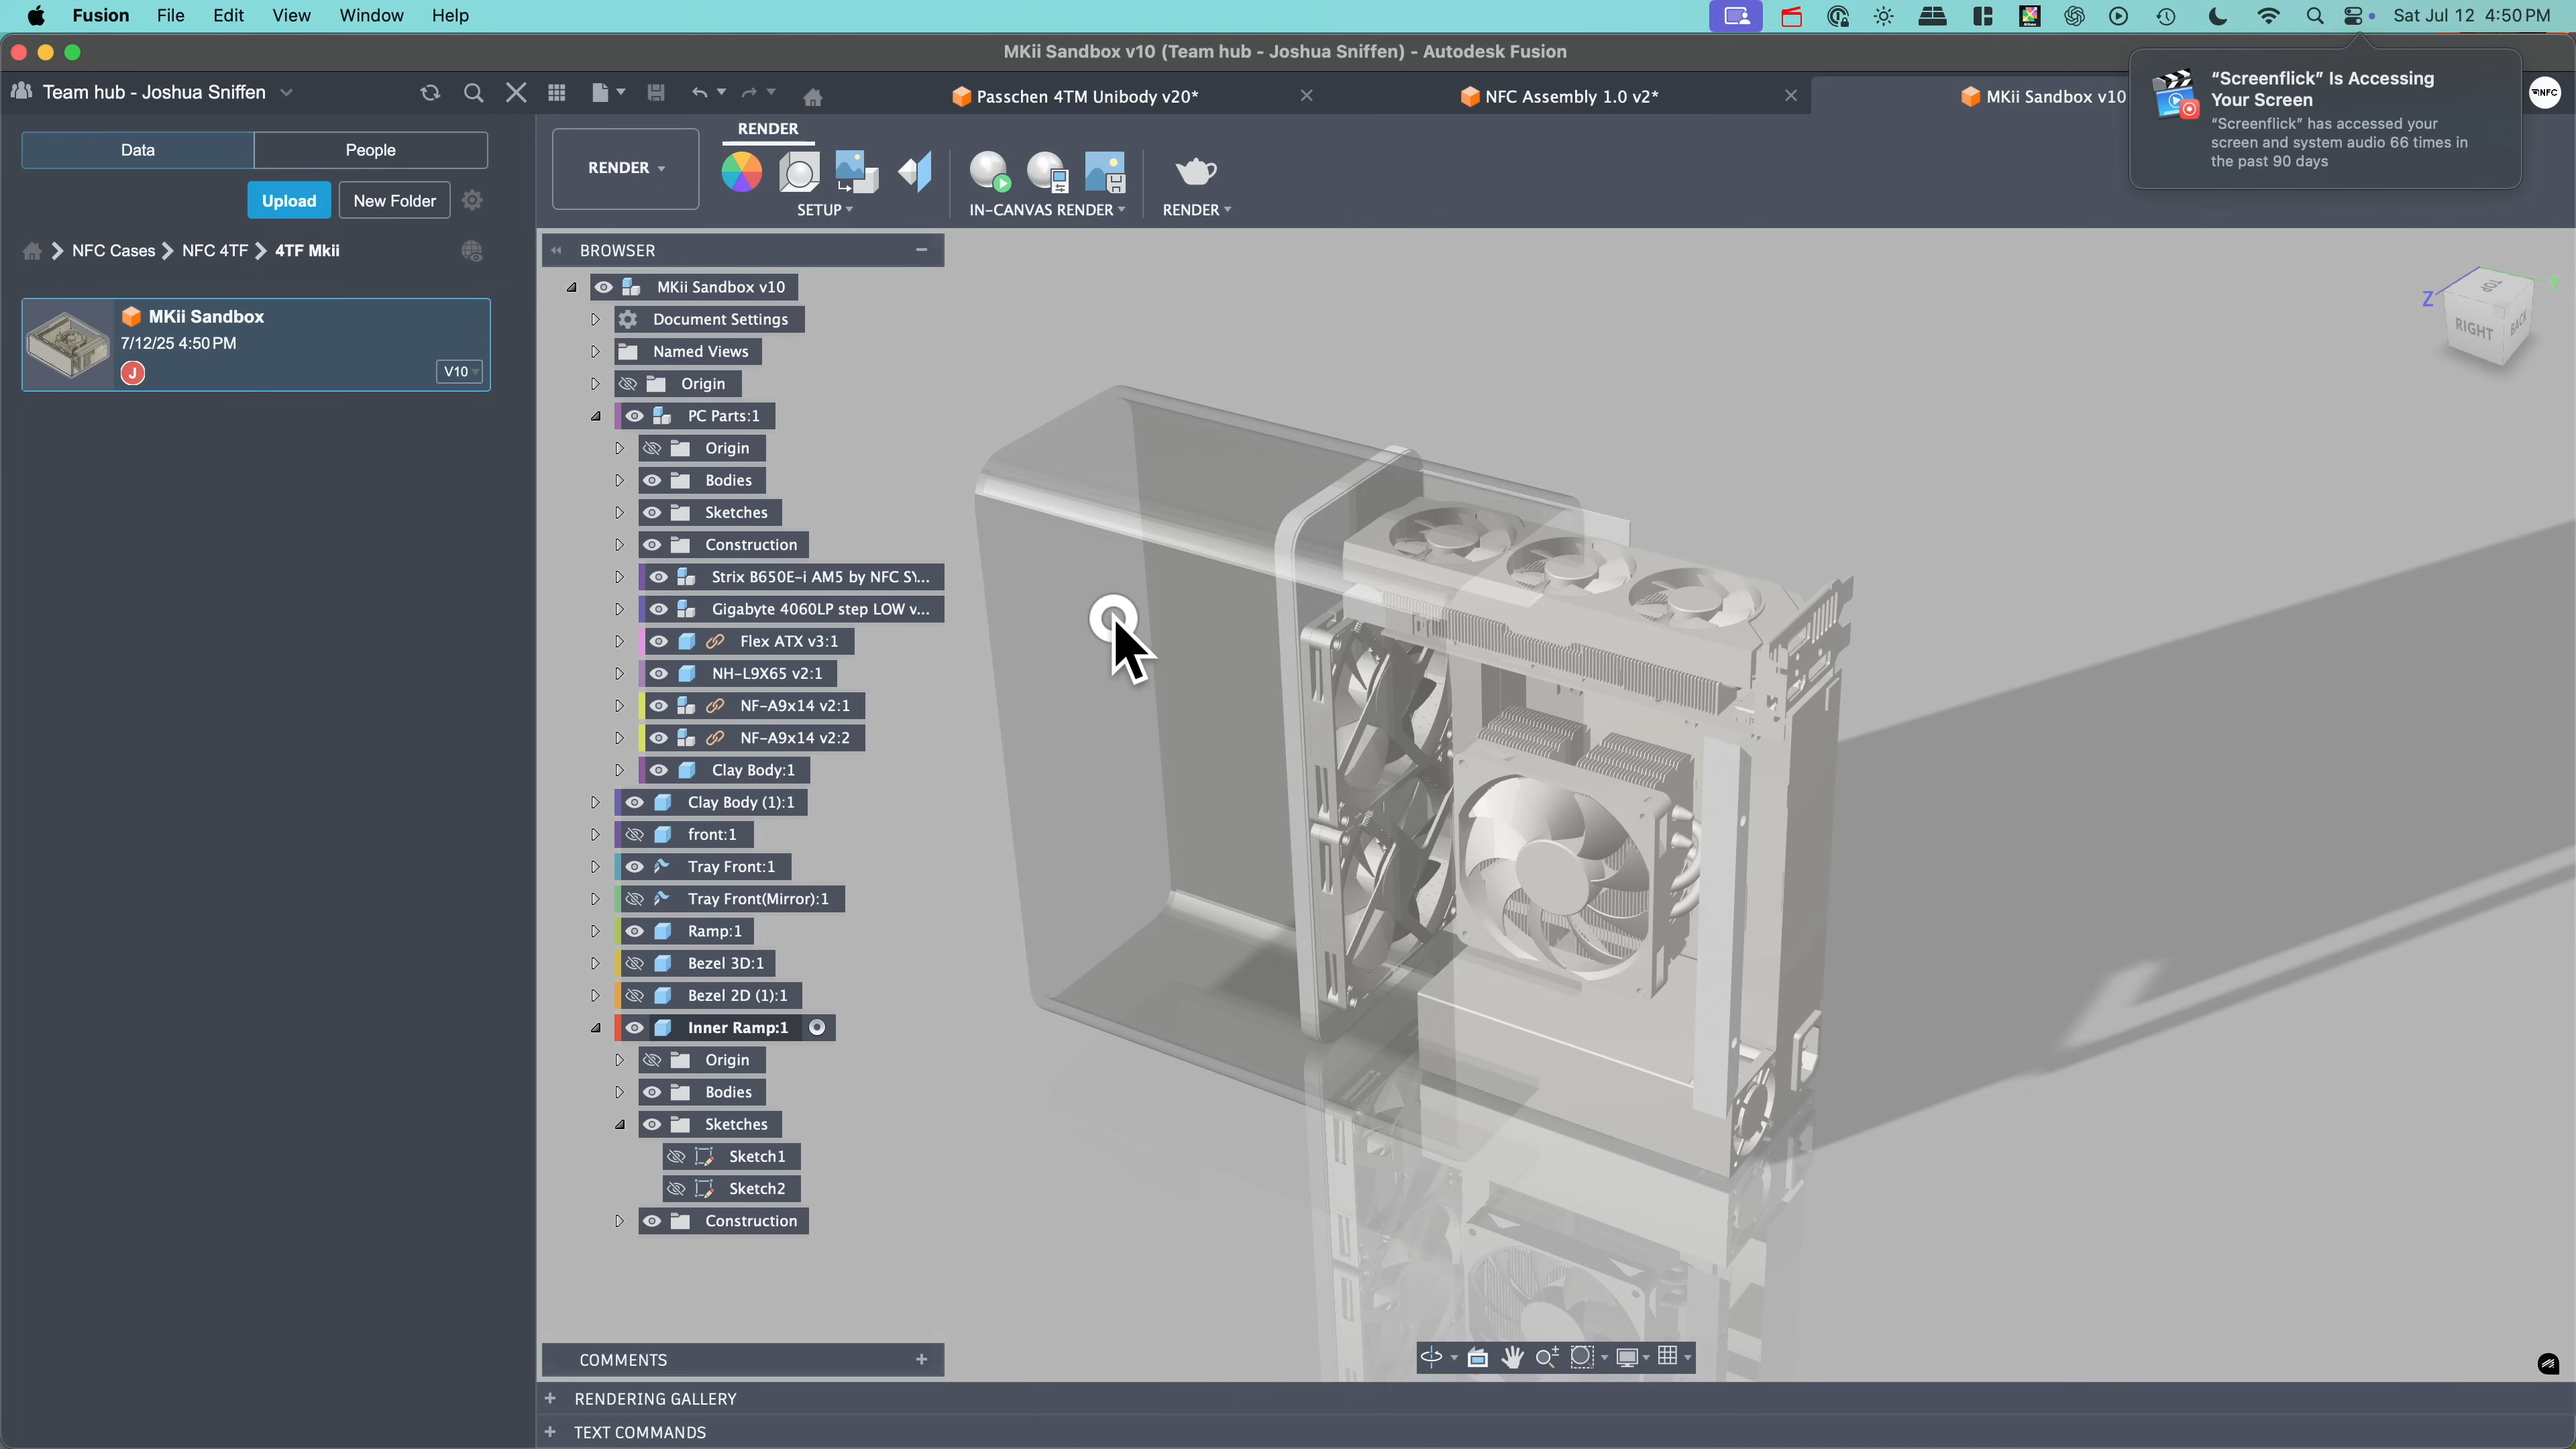 Fusion File Edit View Window Help
Sat Jul 12 4:50 PM
MKii Sandbox v10 (Team hub - Joshua Sniffen) - Autodesk Fusion
Team hub - Joshua Sniffen
Passchen 4TM Unibody v20*
NFC Assembly 1.0 v2*
MKii Sandbox v10
NFC
"Screenflick" Is Accessing
Your Screen
"Screenflick" has accessed your
screen and system audio 66 times in
the past 90 days
Data
People
Upload
New Folder
NFC Cases
NFC 4TF
4TF Mkii
MKii Sandbox
7/12/25 4:50 PM
J
V10
RENDER
RENDER
SETUP
IN-CANVAS RENDER
RENDER
BROWSER
MKii Sandbox v10
Document Settings
Named Views
Origin
PC Parts:1
Origin
Bodies
Sketches
Construction
Strix B650E-i AM5 by NFC S\...
Gigabyte 4060LP step LOW v...
Flex ATX v3:1
NH-L9X65 v2:1
NF-A9x14 v2:1
NF-A9x14 v2:2
Clay Body:1
Clay Body (1):1
front:1
Tray Front:1
Tray Front(Mirror):1
Ramp:1
Bezel 3D:1
Bezel 2D (1):1
Inner Ramp:1
Origin
Bodies
Sketches
Sketch1
Sketch2
Construction
Z
Y
TOP
RIGHT
BACK
COMMENTS
RENDERING GALLERY
TEXT COMMANDS